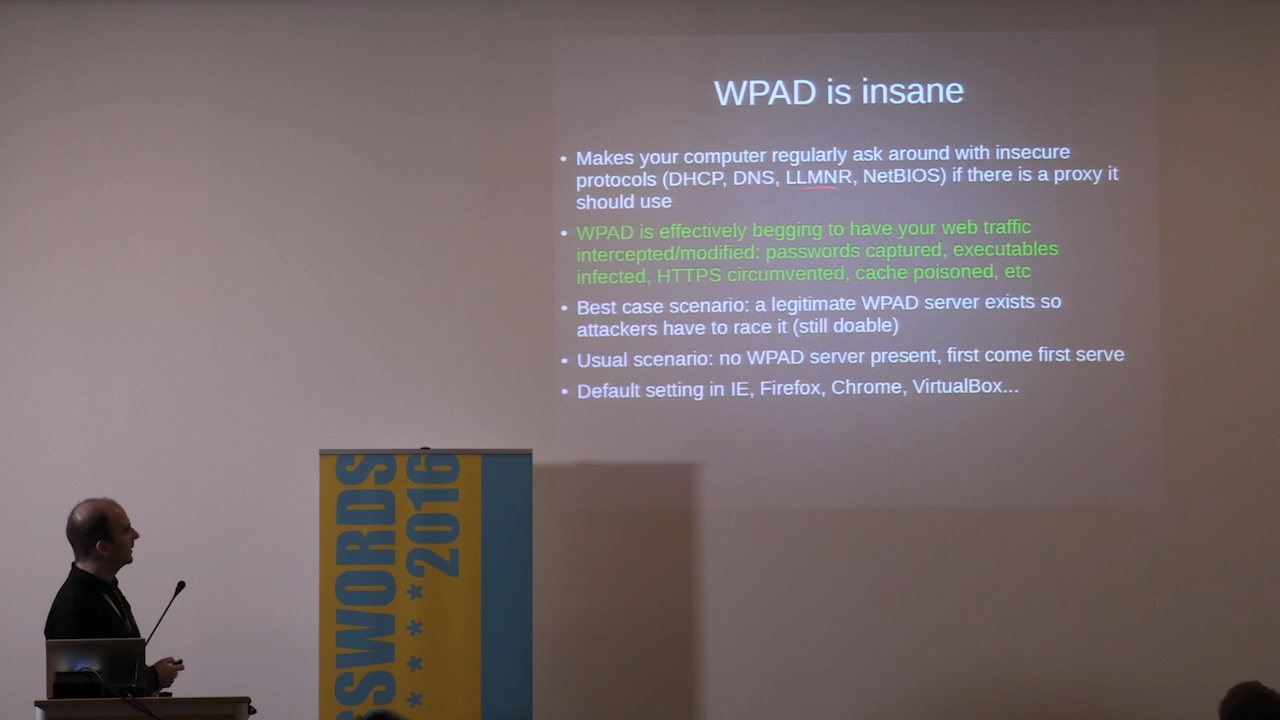 WPAD is insane
• Makes your computer regularly ask around with insecure
protocols (DHCP, DNS, LLMNR, NetBIOS) if there is a proxy it
should use
• WPAD is effectively begging to have your web traffic
intercepted/modified: passwords captured, executables
infected, HTTPS circumvented, cache poisoned, etc
• Best case scenario: a legitimate WPAD server exists so
attackers have to race it (still doable)
• Usual scenario: no WPAD server present, first come first serve
• Default setting in IE, Firefox, Chrome, VirtualBox...
SSWORDS
* * * * 2016